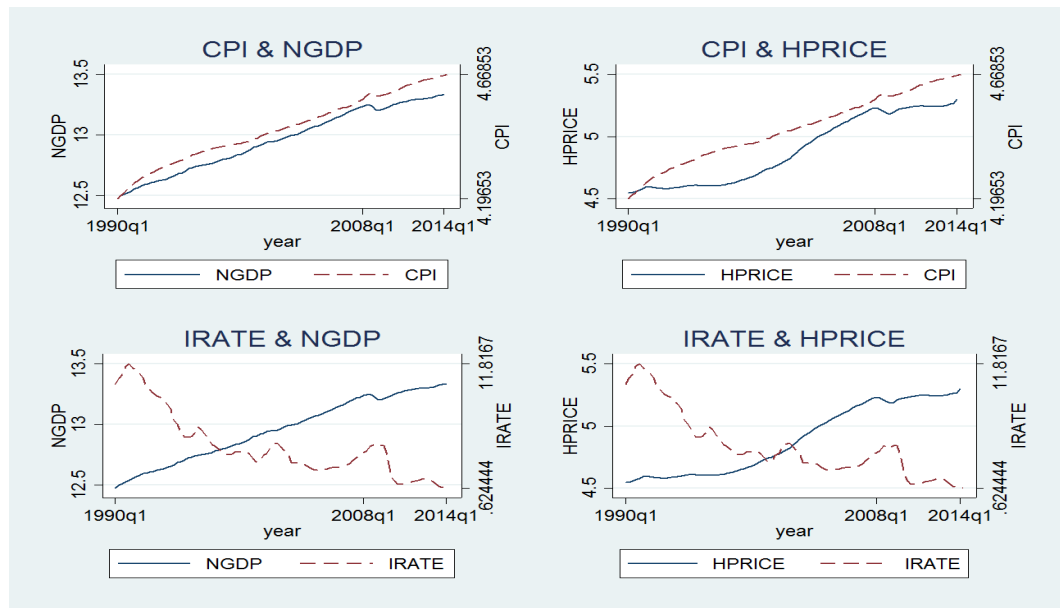 CPI & NGDP
13.5
13
12.5
NGDP
4.66853
4.19653
CPI
1990q1 2008q1 2014q1
year
NGDP CPI
CPI & HPRICE
5.5
5
4.5
HPRICE
4.66853
4.19653
CPI
1990q1 2008q1 2014q1
year
HPRICE CPI
IRATE & NGDP
13.5
13
12.5
NGDP
11.8167
.624444
IRATE
1990q1 2008q1 2014q1
year
NGDP IRATE
IRATE & HPRICE
5.5
5
4.5
HPRICE
11.8167
.624444
IRATE
1990q1 2008q1 2014q1
year
HPRICE IRATE